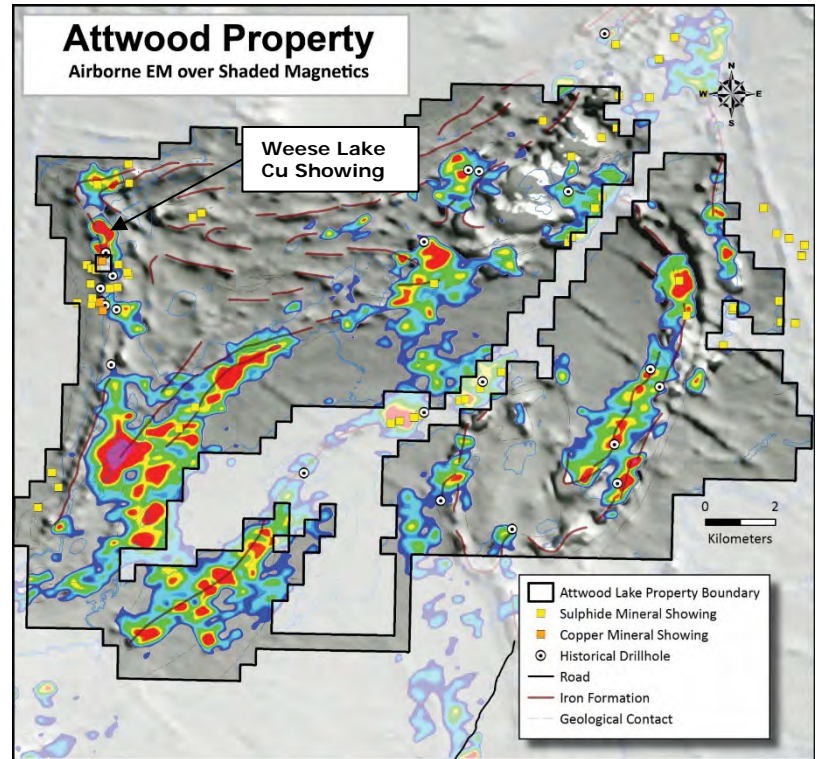 Attwood Property
Airborne EM over Shaded Magnetics
N
W
E
S
Weese Lake
Cu Showing
0 2
Kilometers
Attwood Lake Property Boundary
Sulphide Mineral Showing
Copper Mineral Showing
Historical Drillhole
Road
Iron Formation
Geological Contact